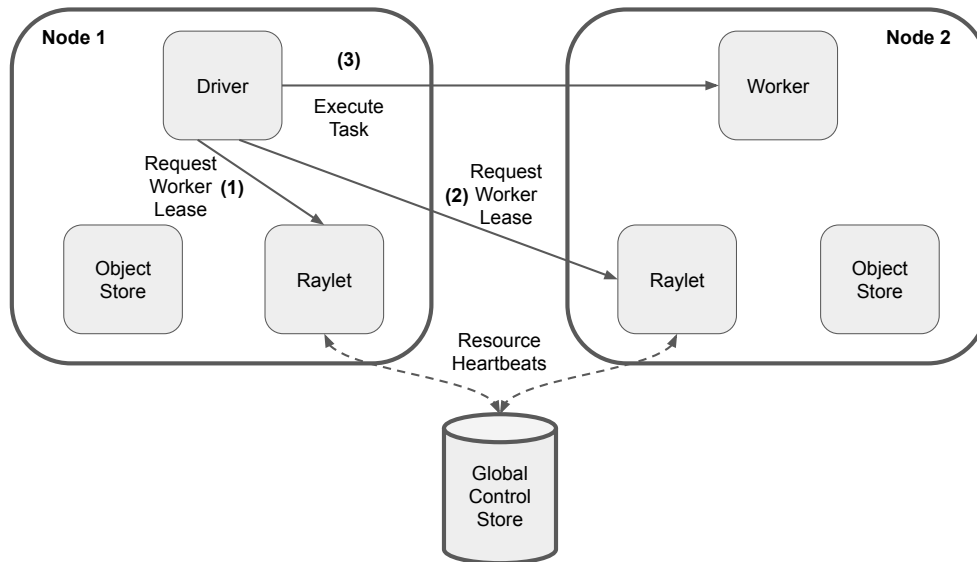 Node 1
Node 2
Driver
(3)
Execute
Task
Worker
Request
Worker
Lease
(1)
(2)
Request
Worker
Lease
Object
Store
Raylet
Raylet
Object
Store
Resource
Heartbeats
Global
Control
Store